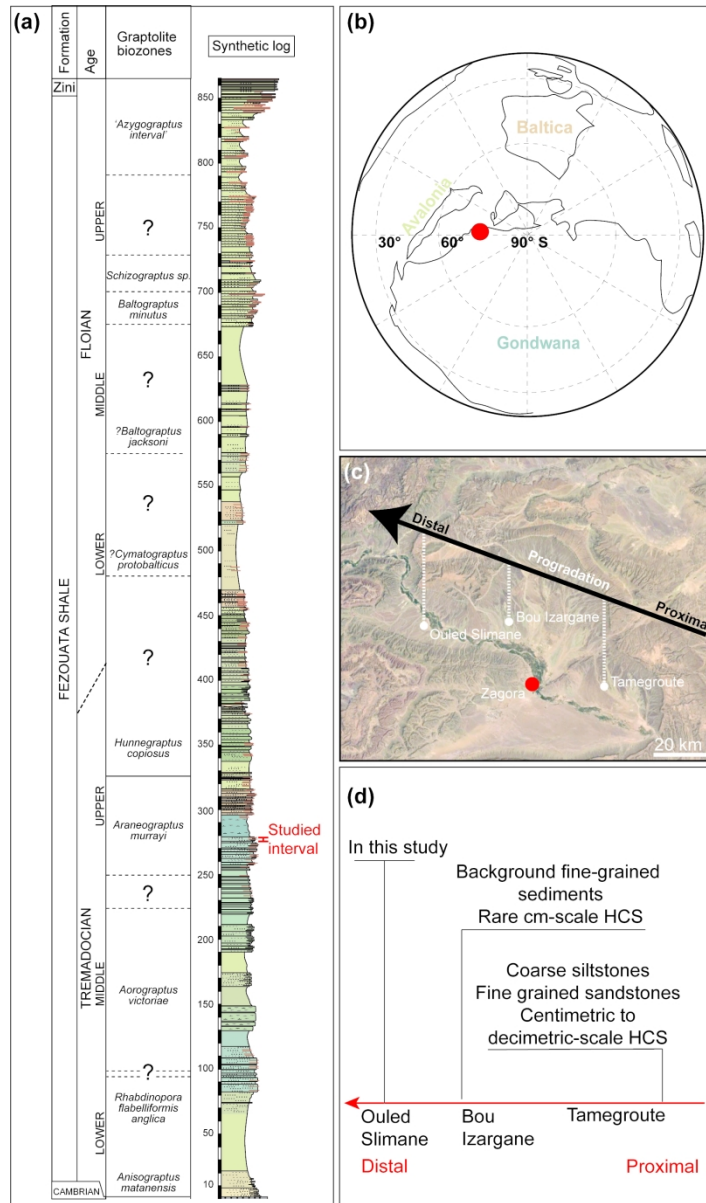 (a)
Formation
Age
Graptolite
biozones
Synthetic log
Zini
FEZOUATA SHALE
CAMBRIAN
FLOIAN
UPPER
MIDDLE
LOWER
TREMADOCIAN
UPPER
MIDDLE
LOWER
'Azygograptus
interval'
?
Schizograptus sp.
Baltograptus
minutus
?
?Baltograptus
jacksoni
?
?Cymatograptus
protobalticus
?
Hunnegraptus
copiosus
Araneograptus
murrayi
?
Aorograptus
victoriae
?
Rhabdinopora
flabelliformis
anglica
Anisograptus
matanensis
850
800
750
700
650
600
550
500
450
400
350
300
250
200
150
100
50
10
Studied
interval
(b)
Baltica
Avalonia
30°
60°
90° S
Gondwana
(c)
Distal
Progradation
Proximal
Ouled Slimane
Bou Izargane
Zagora
Tamegroute
20 km
(d)
In this study
Background fine-grained
sediments
Rare cm-scale HCS
Coarse siltstones
Fine grained sandstones
Centimetric to
decimetric-scale HCS
Ouled
Slimane
Bou
Izargane
Tamegroute
Distal
Proximal